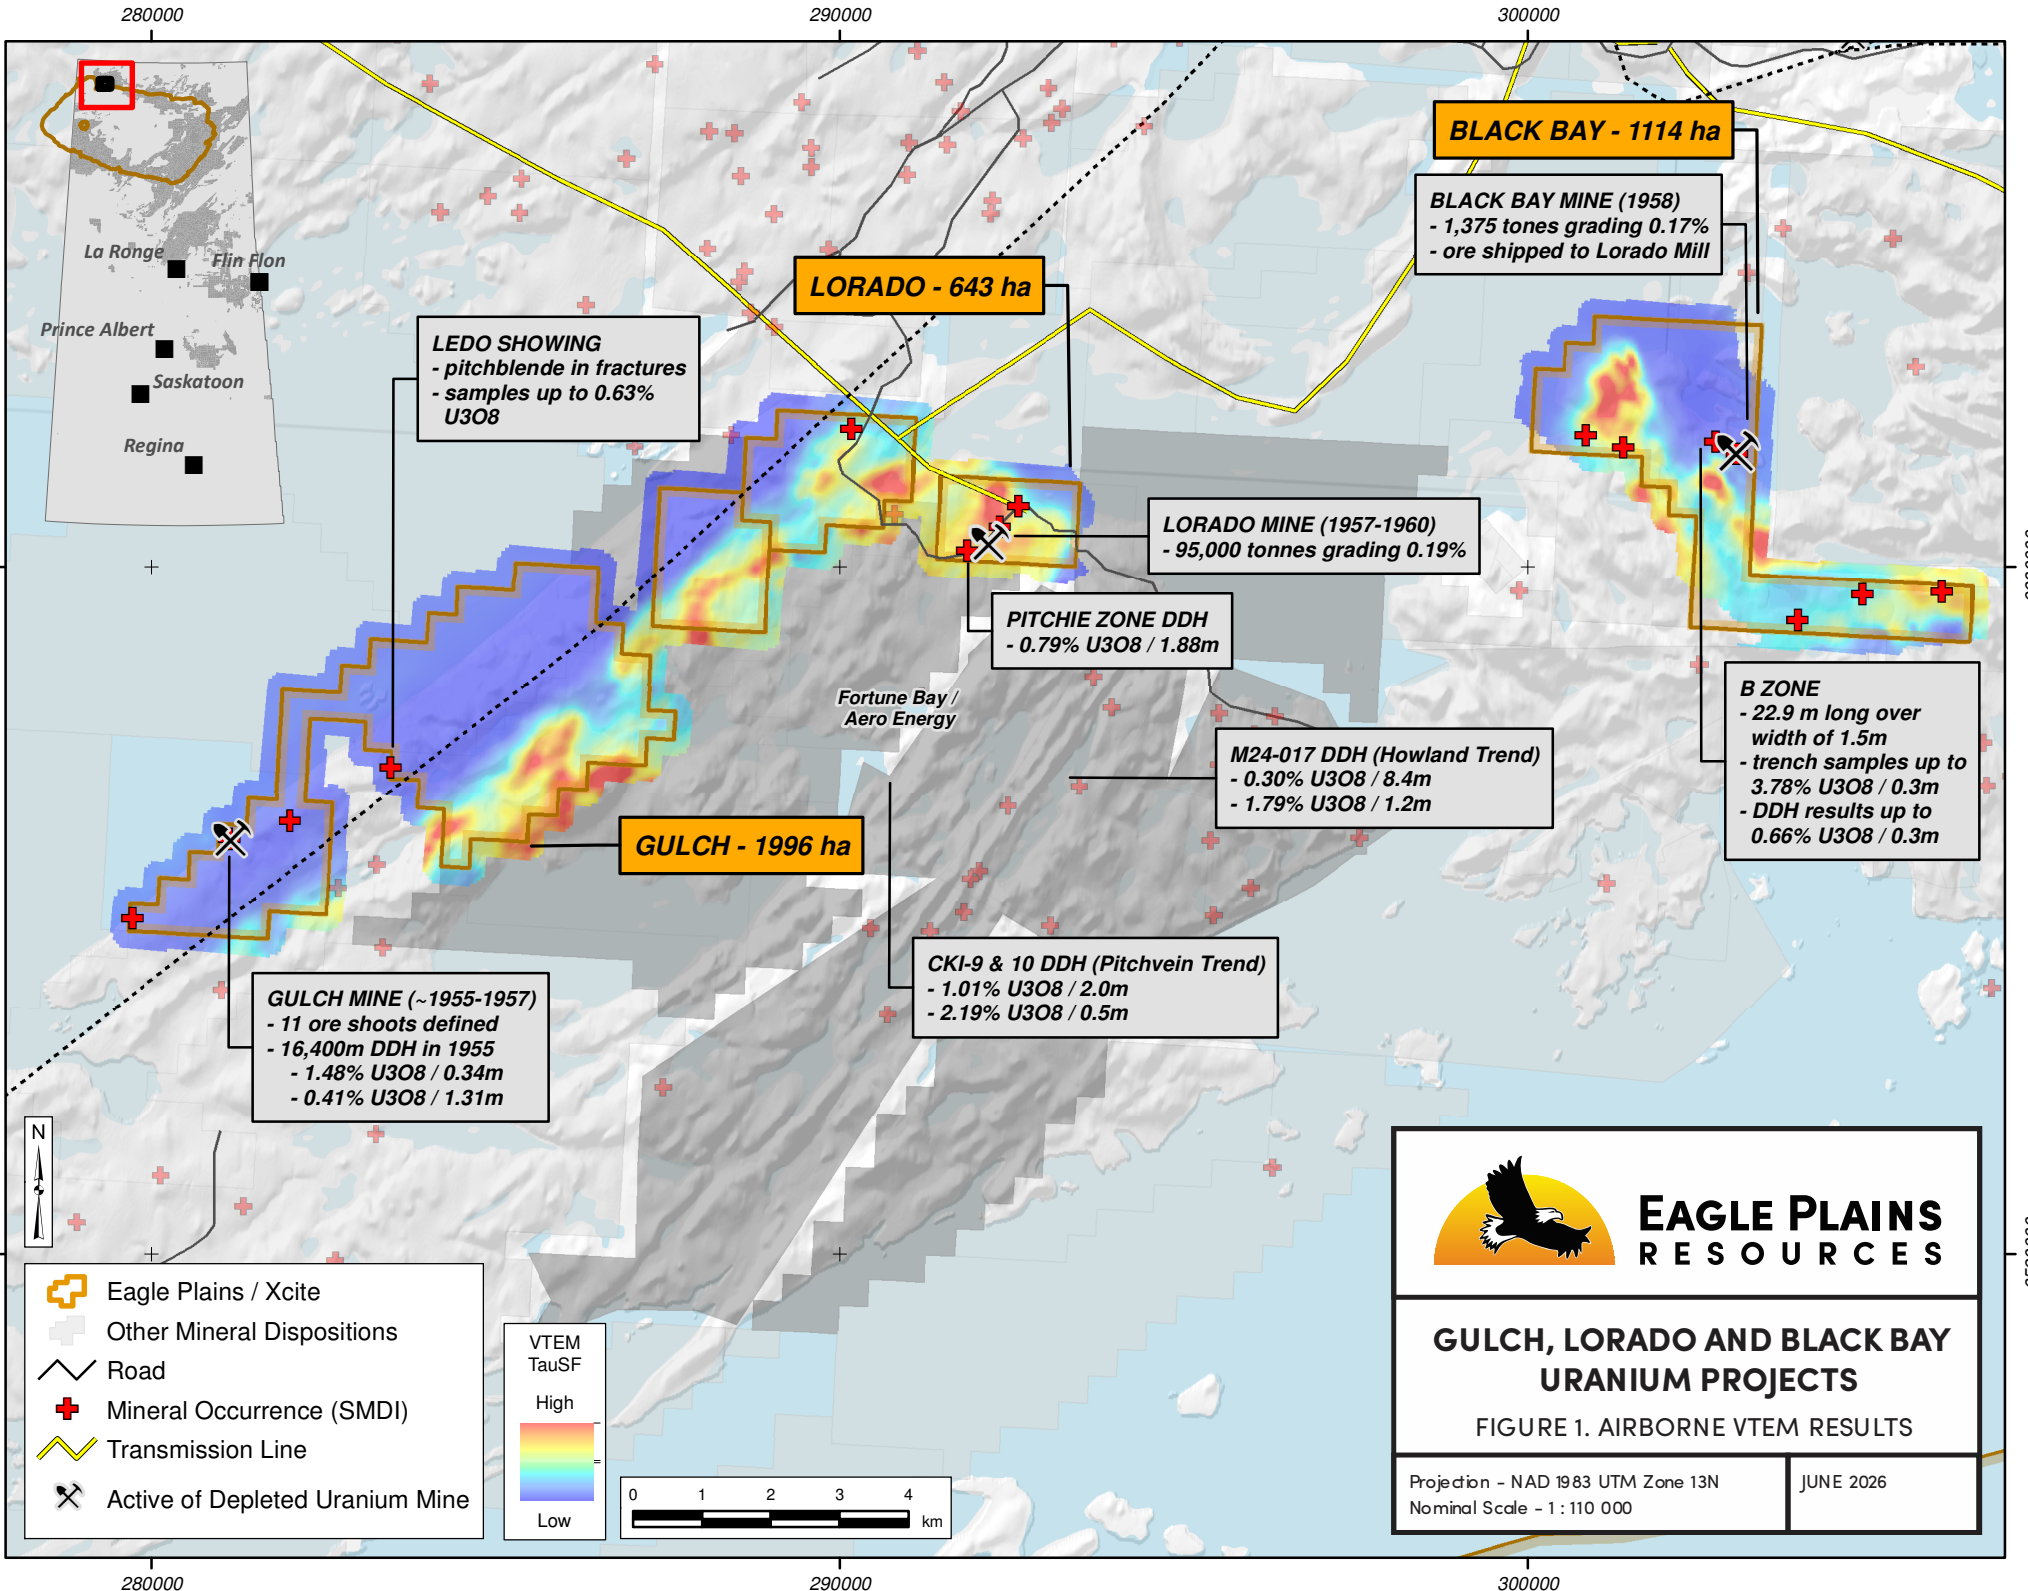 280000
290000
300000
La Ronge
Flin Flon
Prince Albert
Saskatoon
Regina
BLACK BAY - 1114 ha
BLACK BAY MINE (1958)
- 1,375 tones grading 0.17%
- ore shipped to Lorado Mill
LORADO - 643 ha
LEDO SHOWING
- pitchblende in fractures
- samples up to 0.63%
U3O8
LORADO MINE (1957-1960)
- 95,000 tonnes grading 0.19%
PITCHIE ZONE DDH
- 0.79% U3O8 / 1.88m
Fortune Bay /
Aero Energy
B ZONE
- 22.9 m long over
width of 1.5m
- trench samples up to
3.78% U3O8 / 0.3m
- DDH results up to
0.66% U3O8 / 0.3m
M24-017 DDH (Howland Trend)
- 0.30% U3O8 / 8.4m
- 1.79% U3O8 / 1.2m
GULCH - 1996 ha
CKI-9 & 10 DDH (Pitchvein Trend)
- 1.01% U3O8 / 2.0m
- 2.19% U3O8 / 0.5m
GULCH MINE (~1955-1957)
- 11 ore shoots defined
- 16,400m DDH in 1955
- 1.48% U3O8 / 0.34m
- 0.41% U3O8 / 1.31m
N
Eagle Plains / Xcite
Other Mineral Dispositions
Road
Mineral Occurrence (SMDI)
Transmission Line
Active of Depleted Uranium Mine
VTEM
TauSF
High
Low
0 1 2 3 4
km
EAGLE PLAINS
RESOURCES
GULCH, LORADO AND BLACK BAY
URANIUM PROJECTS
FIGURE 1. AIRBORNE VTEM RESULTS
Projection - NAD 1983 UTM Zone 13N
Nominal Scale - 1 : 110 000
JUNE 2026
280000
290000
300000